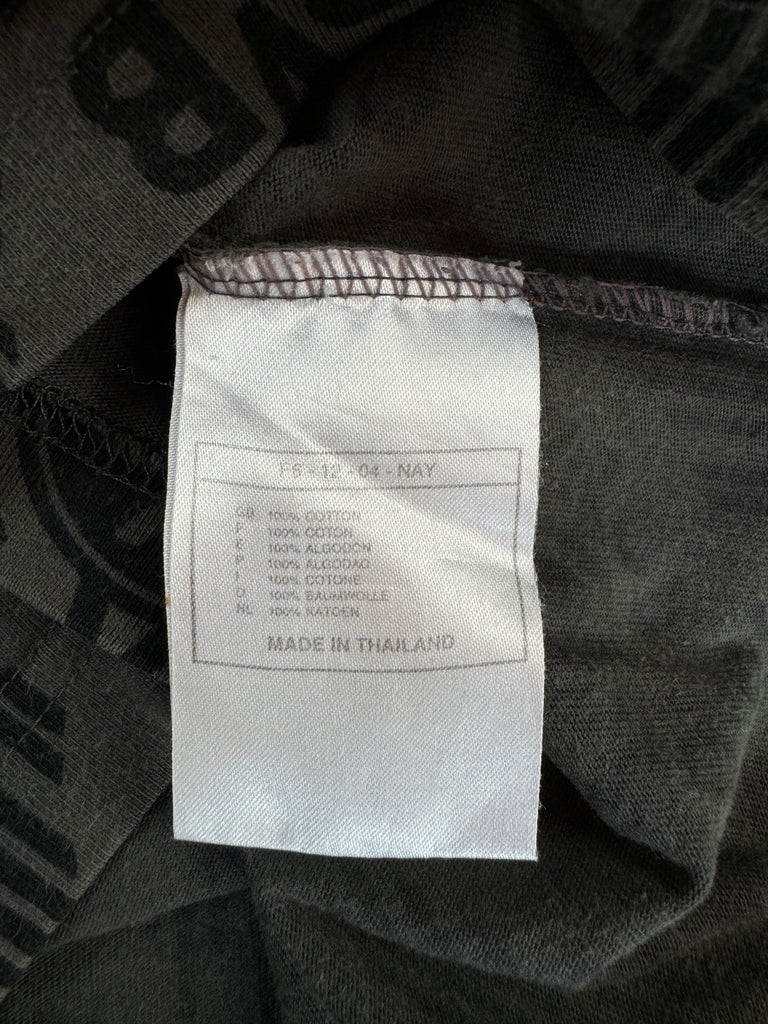 B
F5 - 12 - 04 - NAY
GB 100% COTTON
F 100% COTON
E 100% ALGODON
P 100% ALGODAO
I 100% COTONE
D 100% BAUMWOLLE
NL 100% KATOEN
MADE IN THAILAND